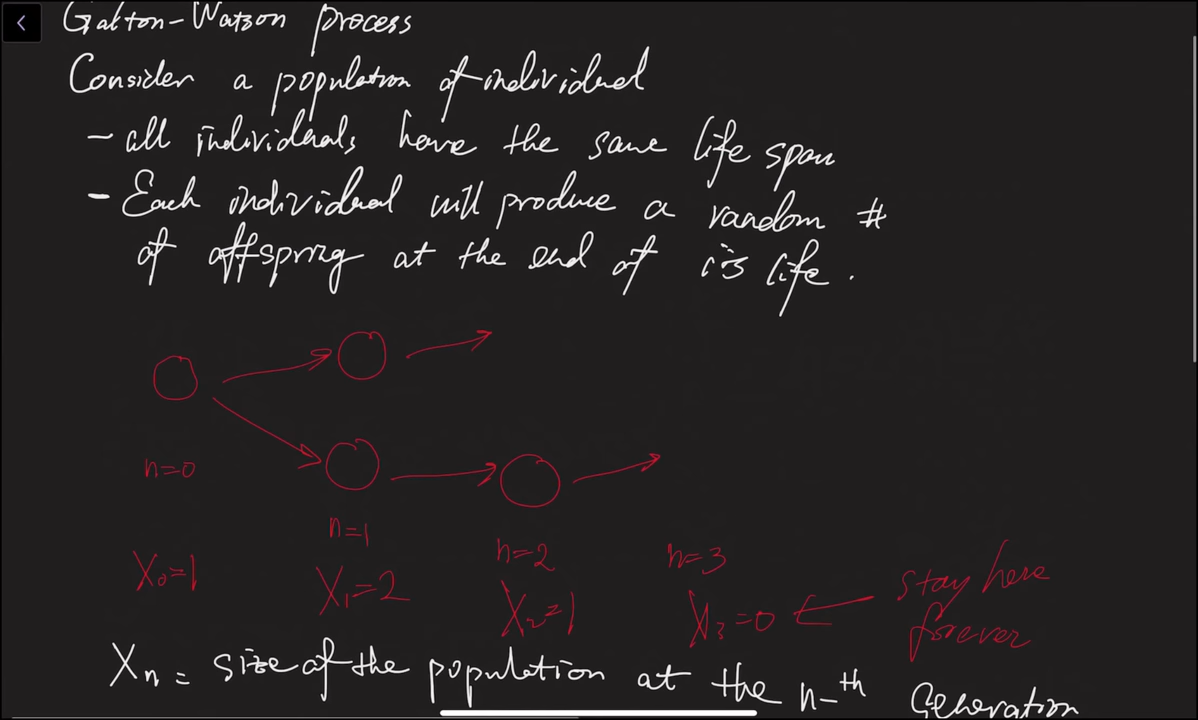 Galton-Watson process
Consider a population of individual
- all individuals have the same life span
- Each individual will produce a random #
of offspring at the end of is life.
n=0
n=1
n=2
n=3
X₀=1
X₁=2
X₂=1
X₃=0
stay here
forever
Xₙ = size of the population at the n-th Generation